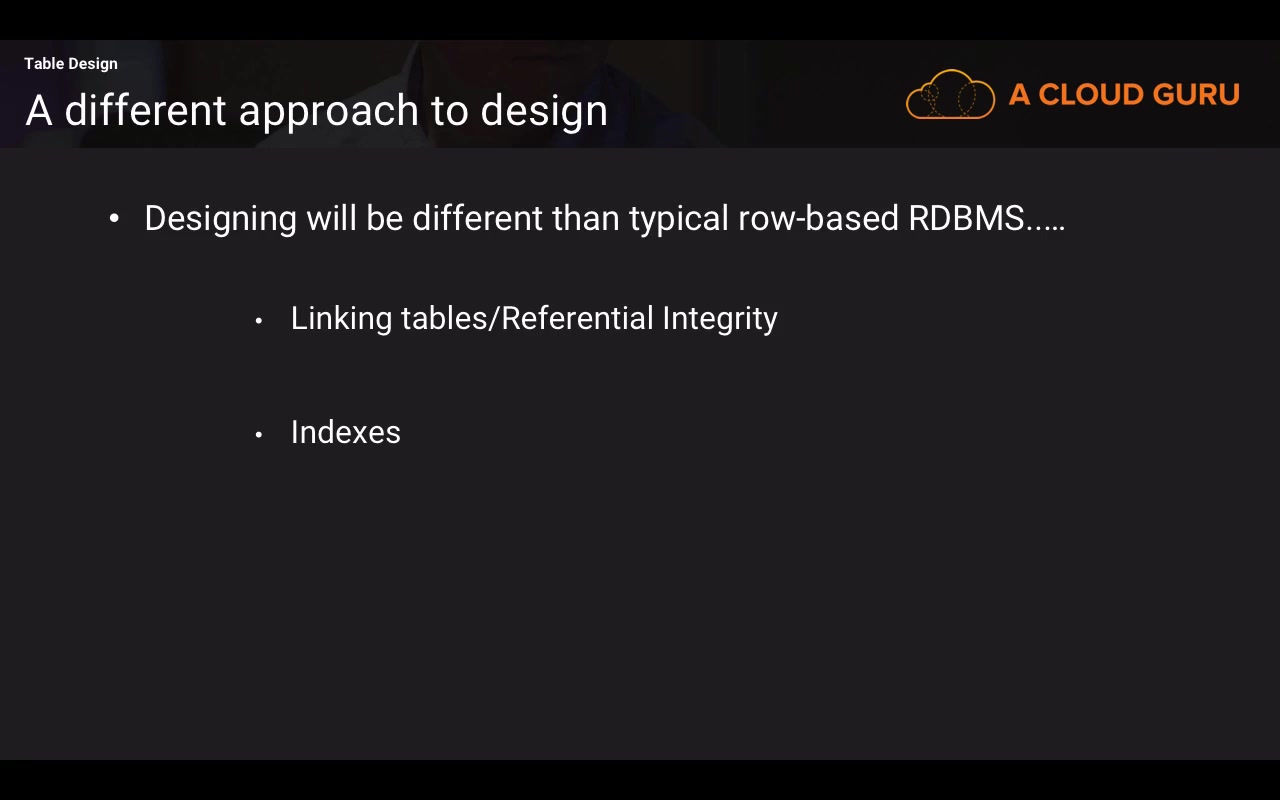 Table Design
A different approach to design
A CLOUD GURU
• Designing will be different than typical row-based RDBMS.....
• Linking tables/Referential Integrity
• Indexes